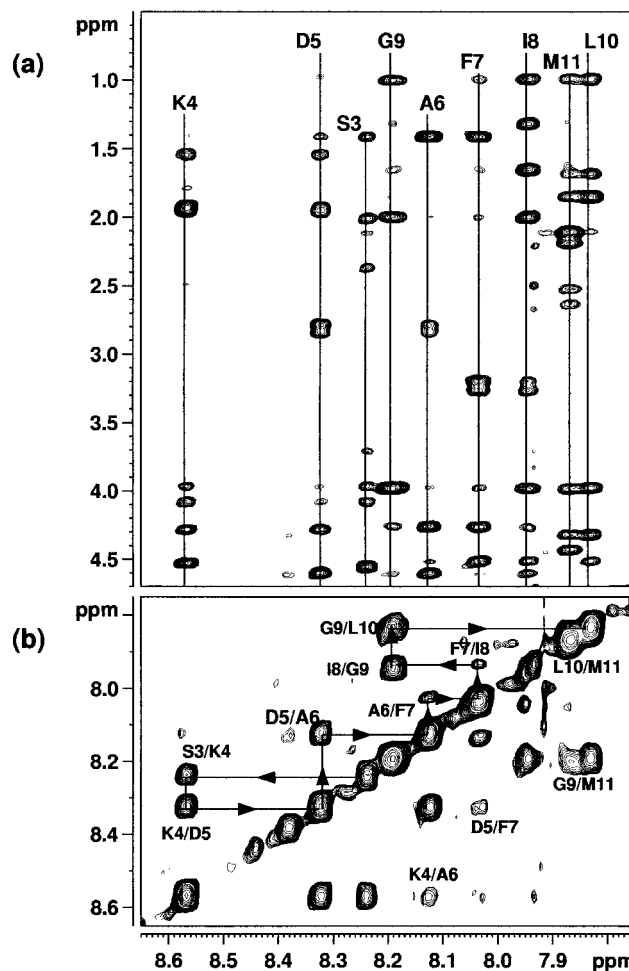 ppm
(a)
D5 G9 I8 L10
K4 S3 A6 F7 M11
1.0
1.5
2.0
2.5
3.0
3.5
4.0
4.5
ppm
(b)
G9/L10 F7/I8
I8/G9 L10/M11
8.0
D5/A6 A6/F7
S3/K4
8.2
G9/M11
K4/D5 D5/F7
8.4
K4/A6
8.6
8.6 8.5 8.4 8.3 8.2 8.1 8.0 7.9 ppm